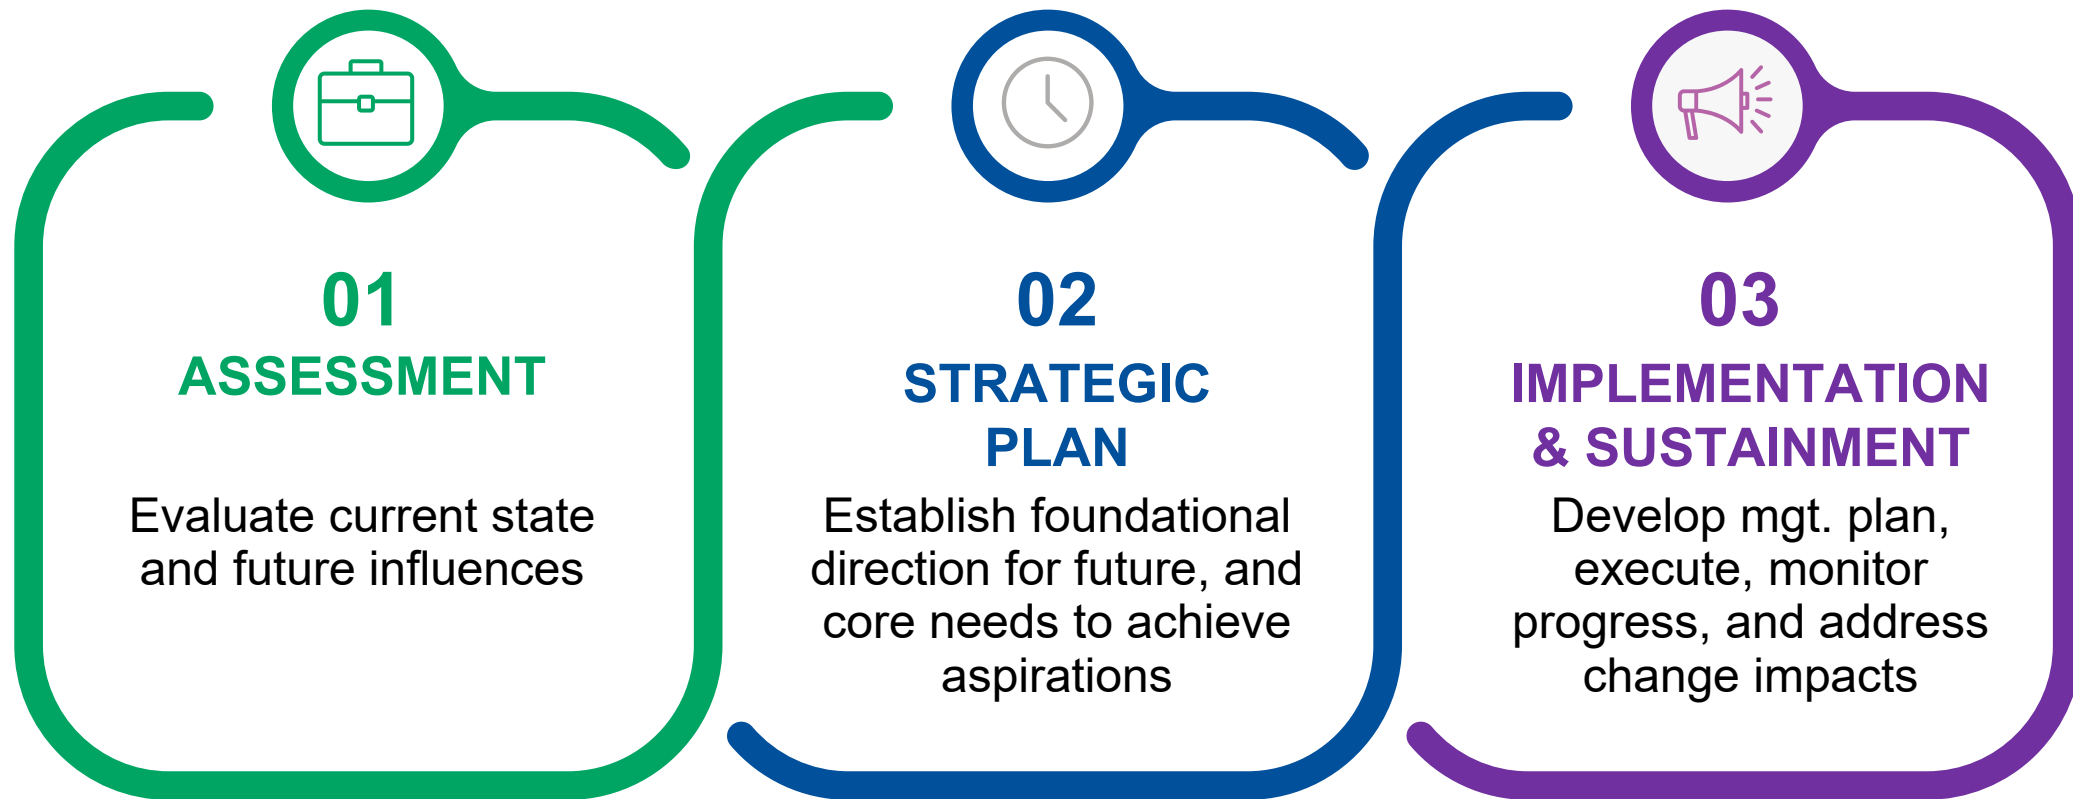 01
ASSESSMENT
Evaluate current state
and future influences
02
STRATEGIC
PLAN
Establish foundational
direction for future, and
core needs to achieve
aspirations
03
IMPLEMENTATION
& SUSTAINMENT
Develop mgt. plan,
execute, monitor
progress, and address
change impacts